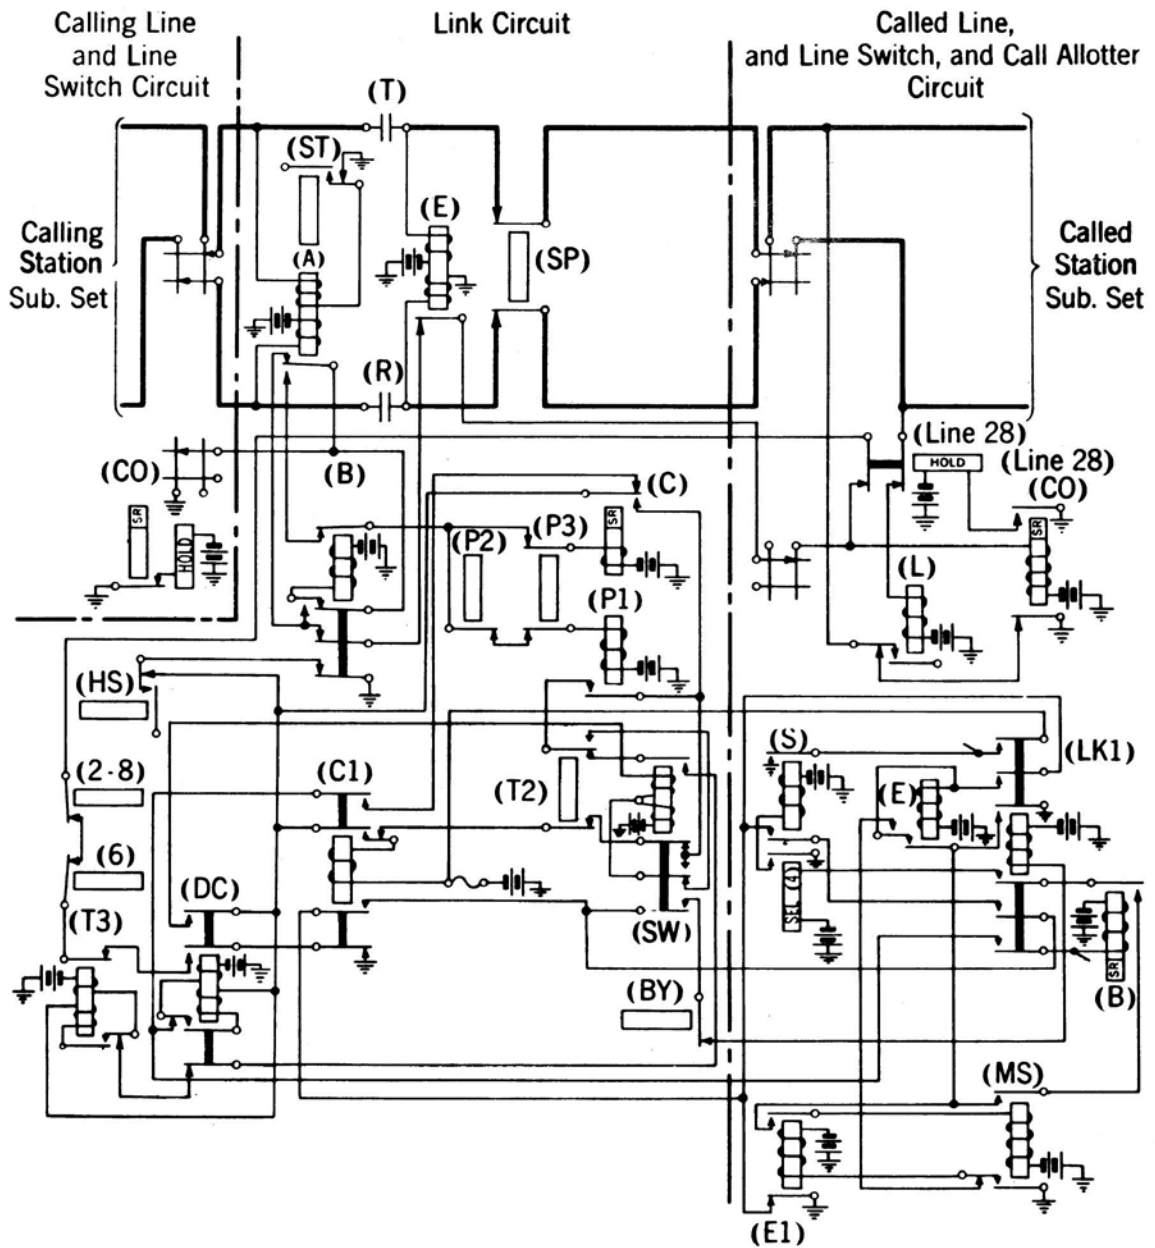 Calling Line
and Line
Switch Circuit
Link Circuit
Called Line,
and Line Switch, and Call Allotter
Circuit
(T)
(ST)
(E)
(A)
(SP)
Calling
Station
Sub. Set
Called
Station
Sub. Set
(R)
(CO)
(B)
(C)
(Line 28)
HOLD
(Line 28)
(CO)
SR
HOLD
(P2)
(P3)
SR
SR
(L)
(P1)
(HS)
(2-8)
(C1)
(T2)
(S)
(E)
(LK1)
(6)
(DC)
(T3)
SEL (4)
(SW)
(BY)
SR
(B)
(MS)
(E1)